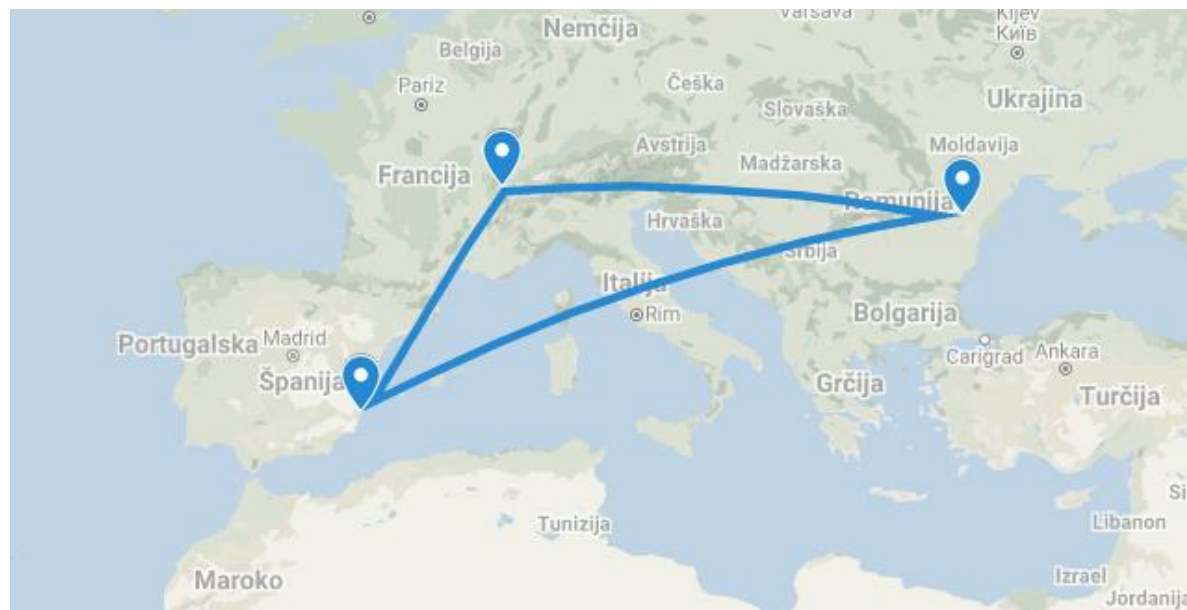 Varšava
Kijev
Київ
Nemčija
Belgija
Pariz
Češka
Ukrajina
Slovaška
Avstrija
Moldavija
Madžarska
Francija
Romunija
Hrvaška
Srbija
Italija
Rim
Bolgarija
Portugalska
Madrid
Carigrad
Ankara
Španija
Grčija
Turčija
Si
Tunizija
Libanon
Maroko
Izrael
Jordanija